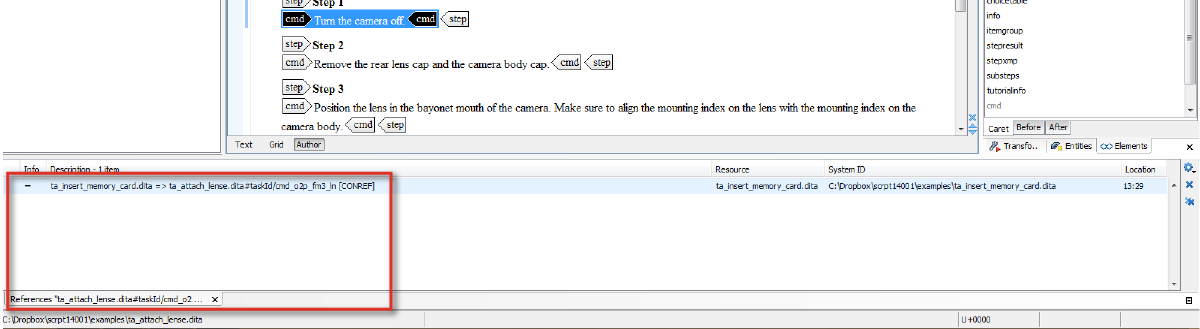 step Step 1
cmd Turn the camera off. cmd step
step Step 2
cmd Remove the rear lens cap and the camera body cap. cmd step
step Step 3
cmd Position the lens in the bayonet mouth of the camera. Make sure to align the mounting index on the lens with the mounting index on the
camera body. cmd step
Text Grid Author
choicetable
info
itemgroup
stepresult
stepxmp
substeps
tutorialinfo
cmd
Caret Before After
Transfo... Entities Elements
Info Description - 1 item Resource System ID Location
ta_insert_memory_card.dita => ta_attach_lense.dita#taskId/cmd_o2p_fm3_ln [CONREF] ta_insert_memory_card.dita C:\Dropbox\scrpt14001\examples\ta_insert_memory_card.dita 13:29
References "ta_attach_lense.dita#taskId/cmd_o2 ...
C:\Dropbox\scrpt14001\examples\ta_attach_lense.dita U+0000